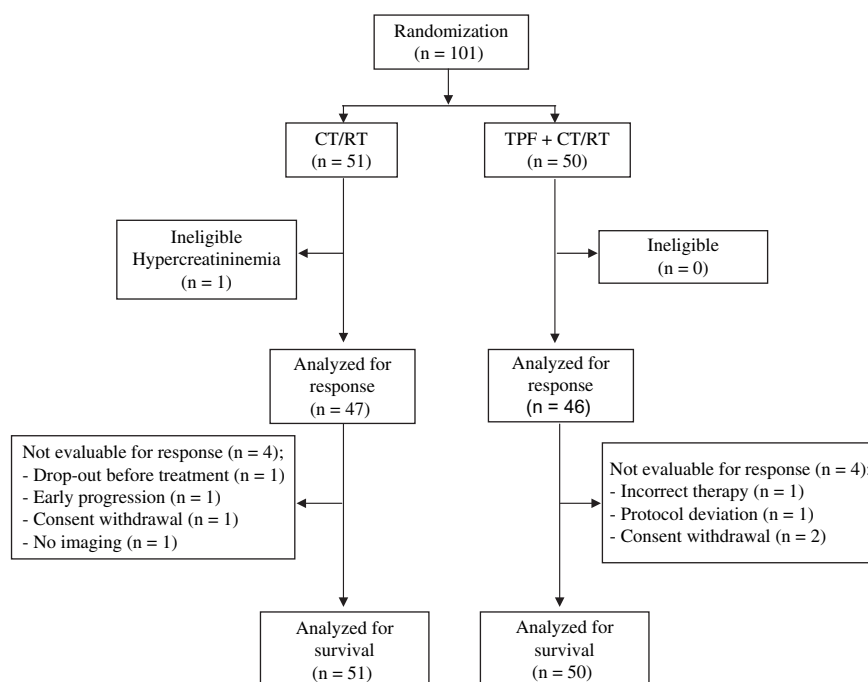 Randomization
(n = 101)
CT/RT
(n = 51)
TPF + CT/RT
(n = 50)
Ineligible
Hypercreatininemia
(n = 1)
Ineligible
(n = 0)
Analyzed for
response
(n = 47)
Analyzed for
response
(n = 46)
Not evaluable for response (n = 4);
- Drop-out before treatment (n = 1)
- Early progression (n = 1)
- Consent withdrawal (n = 1)
- No imaging (n = 1)
Not evaluable for response (n = 4);
- Incorrect therapy (n = 1)
- Protocol deviation (n = 1)
- Consent withdrawal (n = 2)
Analyzed for
survival
(n = 51)
Analyzed for
survival
(n = 50)